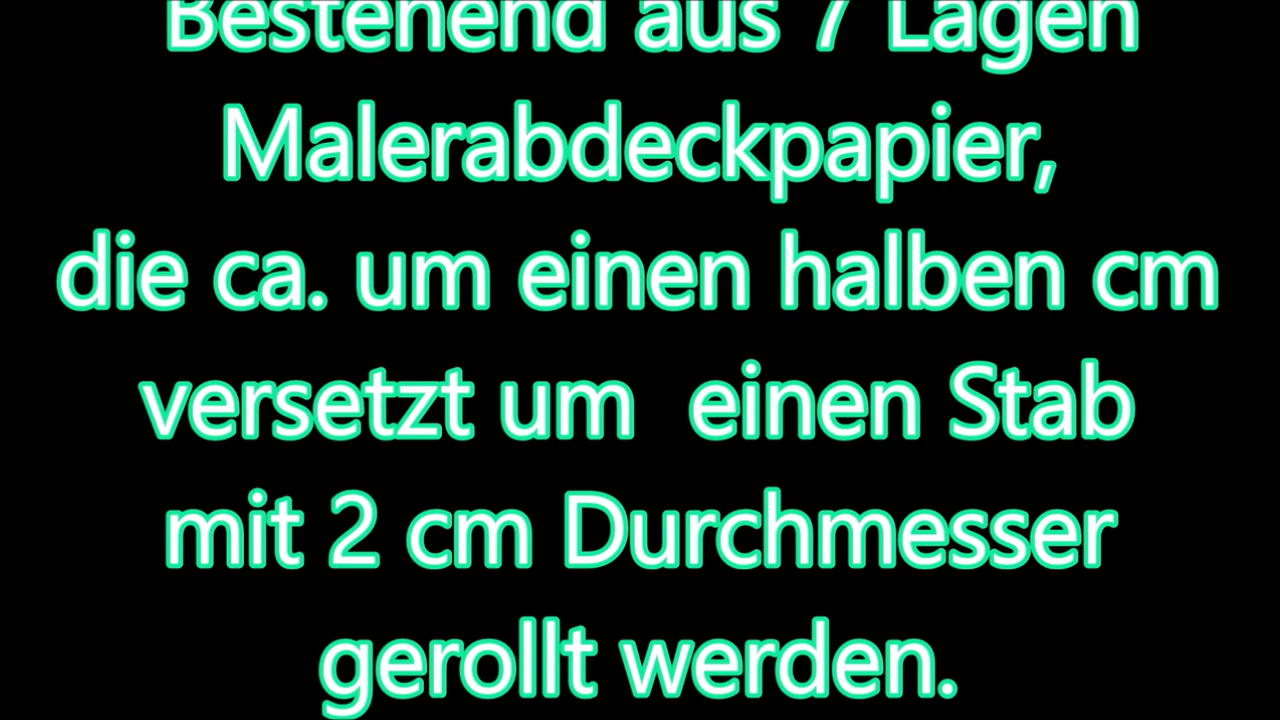 Bestehend aus 7 Lagen
Malerabdeckpapier,
die ca. um einen halben cm
versetzt um  einen Stab
mit 2 cm Durchmesser
gerollt werden.